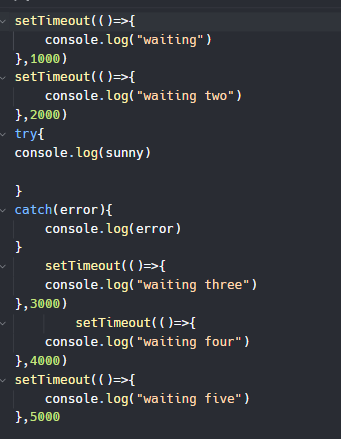 setTimeout(()=>{
    console.log("waiting")
},1000)
setTimeout(()=>{
    console.log("waiting two")
},2000)
try{
console.log(sunny)

}
catch(error){
    console.log(error)
}
    setTimeout(()=>{
    console.log("waiting three")
},3000)
        setTimeout(()=>{
    console.log("waiting four")
},4000)
setTimeout(()=>{
    console.log("waiting five")
},5000